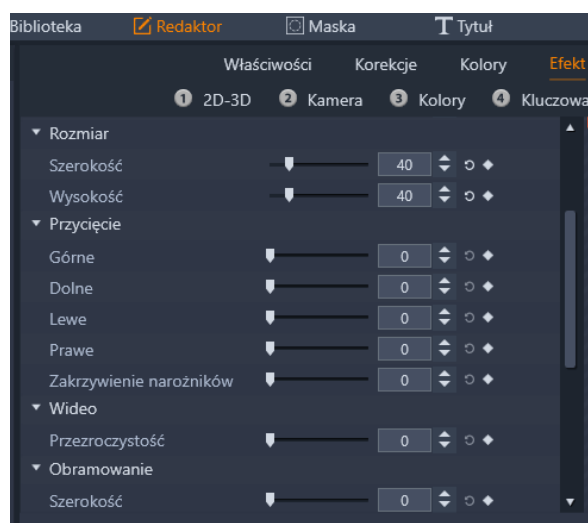 Biblioteka Redaktor Maska Tytuł
Właściwości Korekcje Kolory Efekt
1 2D-3D 2 Kamera 3 Kolory 4 Kluczowa
Rozmiar
Szerokość 40
Wysokość 40
Przycięcie
Górne 0
Dolne 0
Lewe 0
Prawe 0
Zakrzywienie narożników 0
Wideo
Przezroczystość 0
Obramowanie
Szerokość 0